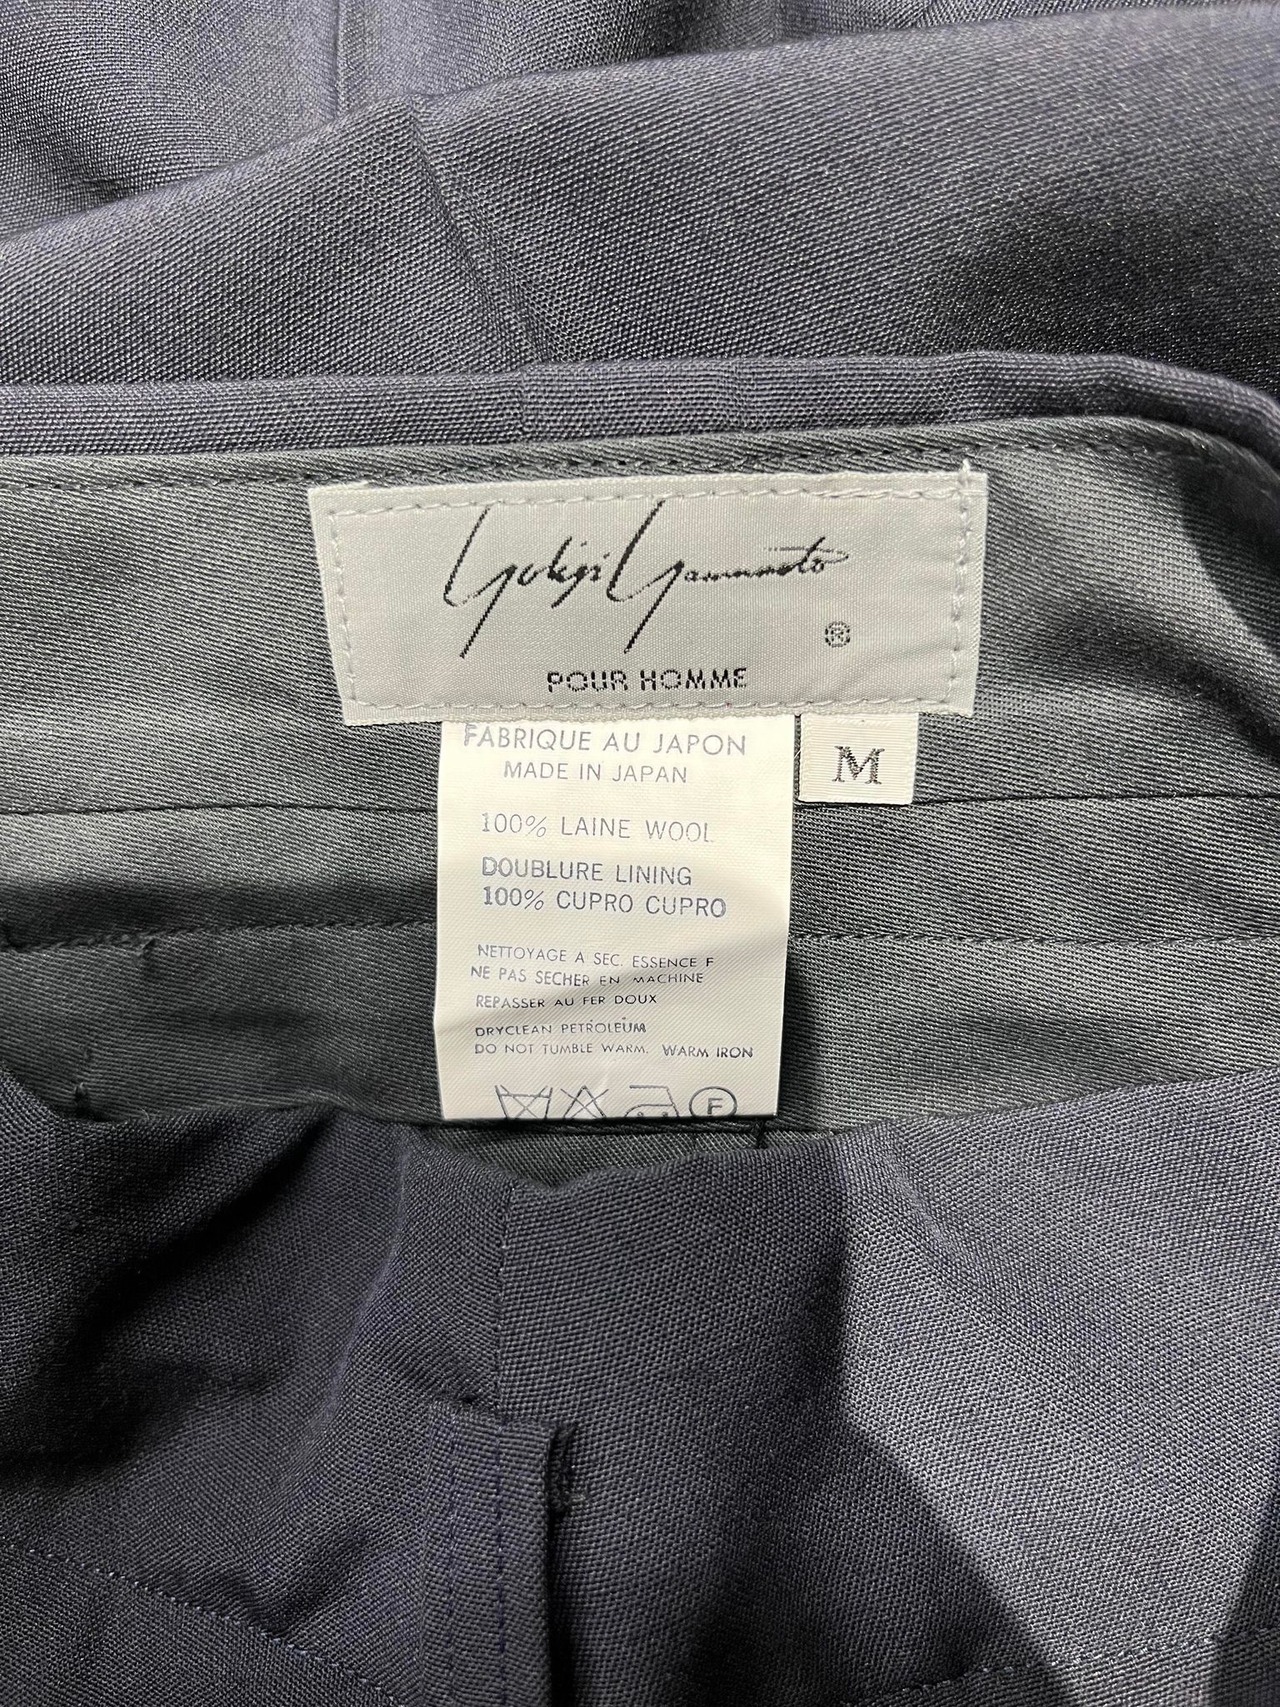 Yohji Yamamoto
®
POUR HOMME
FABRIQUE AU JAPON
MADE IN JAPAN
M
100% LAINE WOOL
DOUBLURE LINING
100% CUPRO CUPRO
NETTOYAGE A SEC. ESSENCE F
NE PAS SECHER EN MACHINE
REPASSER AU FER DOUX
DRYCLEAN PETROLEUM
DO NOT TUMBLE WARM. WARM IRON
F